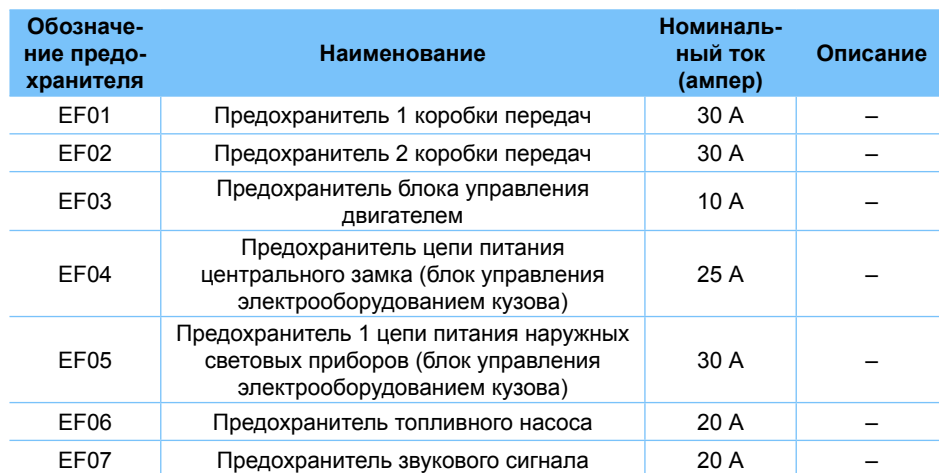 Обозначе-
ние предо-
хранителя
Наименование
Номиналь-
ный ток
(ампер)
Описание
EF01 Предохранитель 1 коробки передач 30 А –
EF02 Предохранитель 2 коробки передач 30 А –
EF03 Предохранитель блока управления
двигателем 10 А –
EF04 Предохранитель цепи питания
центрального замка (блок управления
электрооборудованием кузова) 25 А –
EF05 Предохранитель 1 цепи питания наружных
световых приборов (блок управления
электрооборудованием кузова) 30 А –
EF06 Предохранитель топливного насоса 20 А –
EF07 Предохранитель звукового сигнала 20 А –